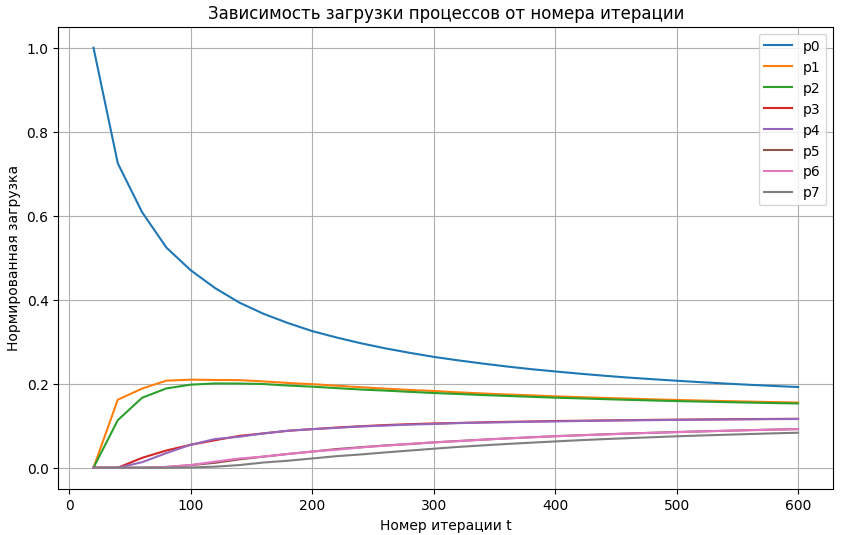 Зависимость загрузки процессов от номера итерации
1.0
0.8
0.6
0.4
0.2
0.0
Нормированная загрузка
0
100
200
300
400
500
600
Номер итерации t
p0
p1
p2
p3
p4
p5
p6
p7